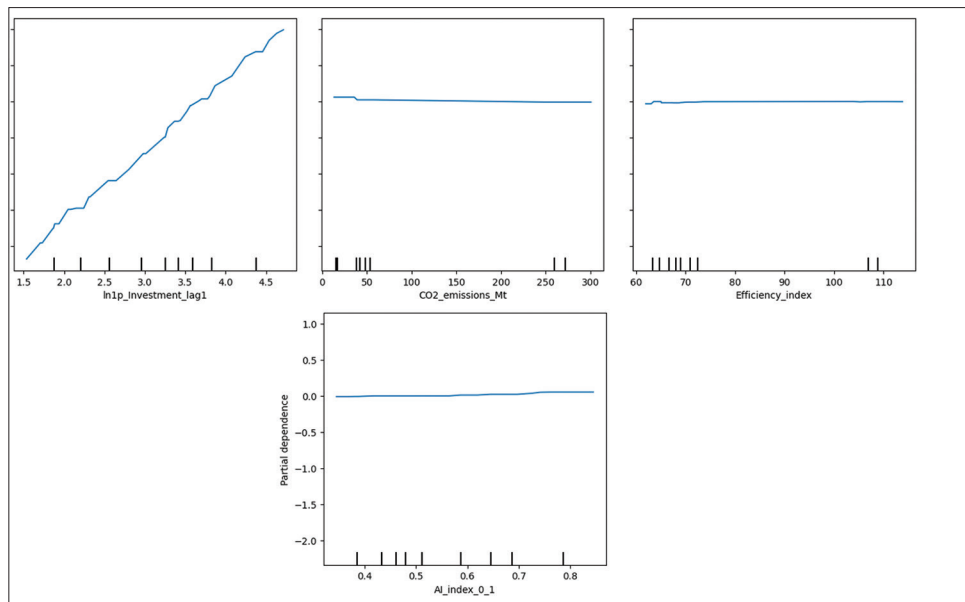 1.5 2.0 2.5 3.0 3.5 4.0 4.5
ln1p_Investment_lag1
0 50 100 150 200 250 300
CO2_emissions_Mt
60 70 80 90 100 110
Efficiency_index
1.0
0.5
0.0
-0.5
-1.0
-1.5
-2.0
Partial dependence
0.4 0.5 0.6 0.7 0.8
AI_index_0_1